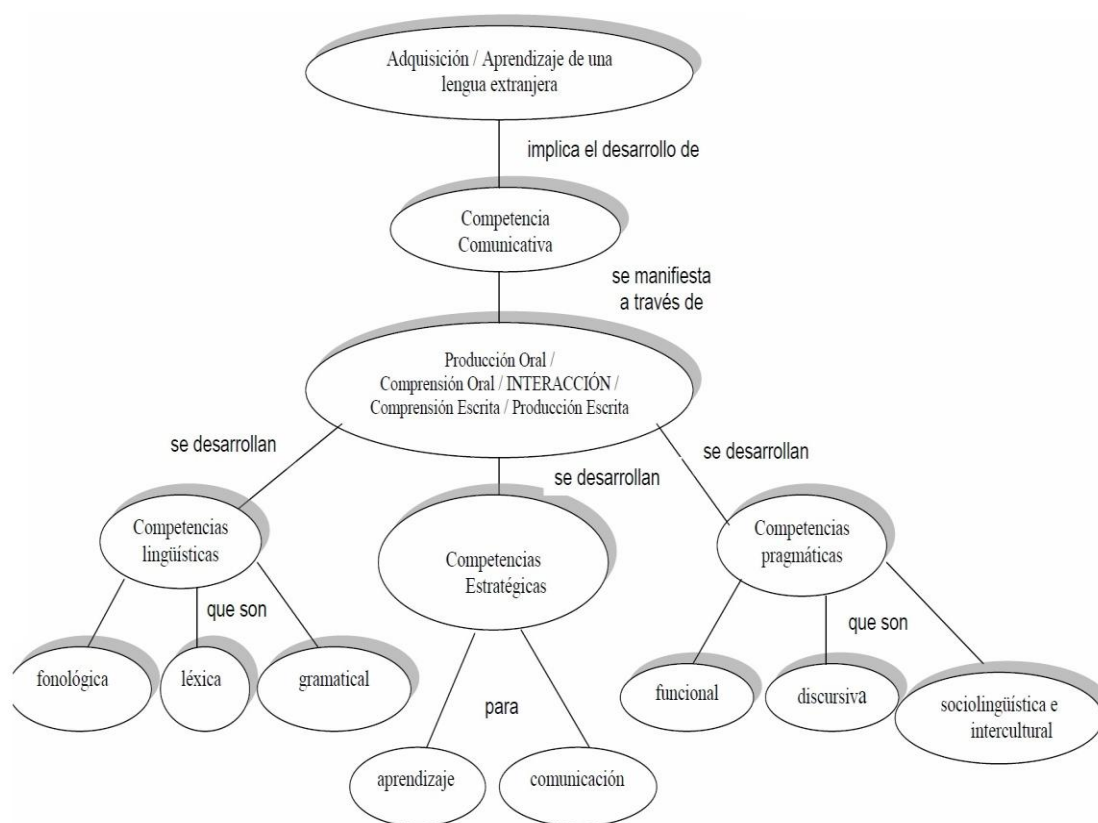 Adquisición / Aprendizaje de una
lengua extranjera
implica el desarrollo de
Competencia
Comunicativa
se manifiesta
a través de
Producción Oral /
Comprensión Oral / INTERACCIÓN /
Comprensión Escrita / Producción Escrita
se desarrollan
se desarrollan
se desarrollan
Competencias
lingüísticas
Competencias
Estratégicas
Competencias
pragmáticas
que son
que son
fonológica
léxica
gramatical
para
funcional
discursiva
sociolingüística e
intercultural
aprendizaje
comunicación